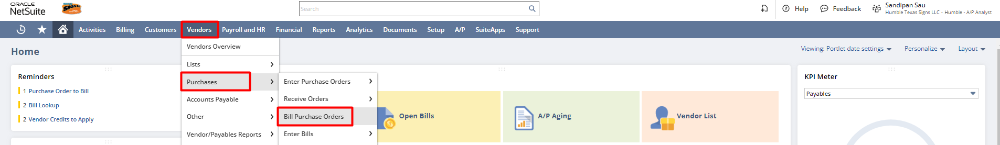 ORACLE
NetSuite
SIGNS
Search
Help
Feedback
Sandipan Sau
Humble Texas Signs LLC - Humble - A/P Analyst
Activities
Billing
Customers
Vendors
Payroll and HR
Financial
Reports
Analytics
Documents
Setup
A/P
SuiteApps
Support
Home
Viewing: Portlet date settings
Personalize
Layout
Vendors Overview
Lists
Purchases
Accounts Payable
Other
Vendor/Payables Reports
Enter Purchase Orders
Receive Orders
Bill Purchase Orders
Enter Bills
Reminders
1 Purchase Order to Bill
2 Bill Lookup
2 Vendor Credits to Apply
Open Bills
A/P Aging
Vendor List
KPI Meter
Payables